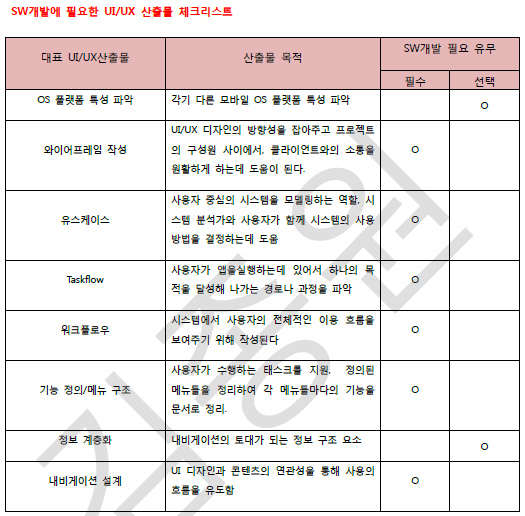 SW개발에 필요한 UI/UX 산출물 체크리스트
대표 UI/UX산출물
산출물 목적
SW개발 필요 유무
필수
선택
OS 플랫폼 특성 파악
각기 다른 모바일 OS 플랫폼 특성 파악
O
와이어프레임 작성
UI/UX 디자인의 방향성을 잡아주고 프로젝트
의 구성원 사이에서, 클라이언트와의 소통을
원활하게 하는데 도움이 된다.
O
유스케이스
사용자 중심의 시스템을 모델링하는 역할, 시
스템 분석가와 사용자가 함께 시스템의 사용
방법을 결정하는데 도움
O
Taskflow
사용자가 앱을실행하는데 있어서 하나의 목
적을 달성해 나가는 경로나 과정을 파악
O
워크플로우
시스템에서 사용자의 전체적인 이용 흐름을
보여주기 위해 작성된다
O
기능 정의/메뉴 구조
사용자가 수행하는 태스크를 지원. 정의된
메뉴들을 정리하여 각 메뉴들마다의 기능을
문서로 정리.
O
정보 계층화
내비게이션의 토대가 되는 정보 구조 요소
O
내비게이션 설계
UI 디자인과 콘텐츠의 연관성을 통해 사용의
흐름을 유도함
O